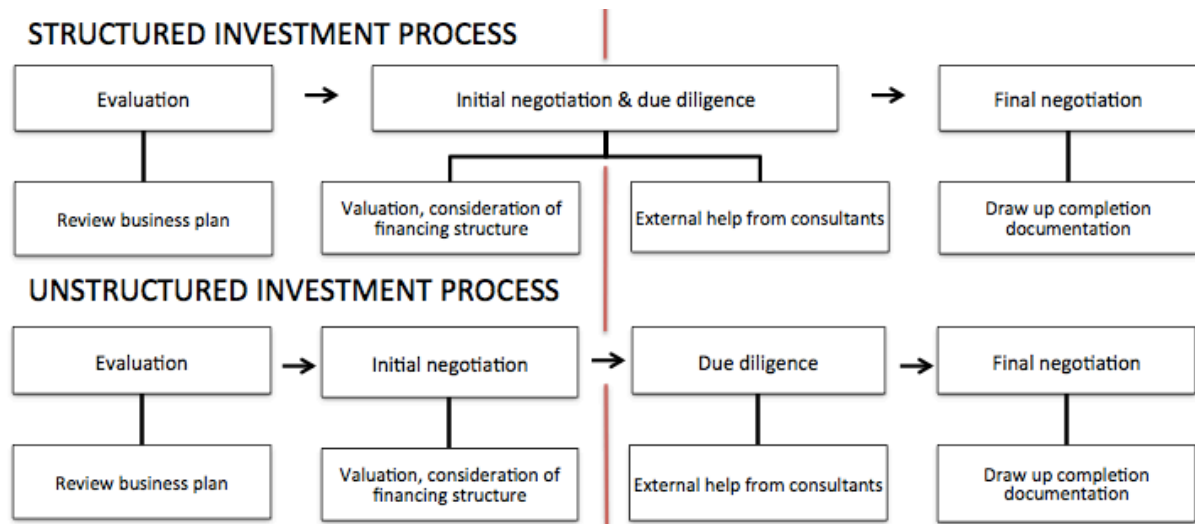 STRUCTURED INVESTMENT PROCESS
Evaluation
Initial negotiation & due diligence
Final negotiation
Review business plan
Valuation, consideration of
financing structure
External help from consultants
Draw up completion
documentation
UNSTRUCTURED INVESTMENT PROCESS
Evaluation
Initial negotiation
Due diligence
Final negotiation
Review business plan
Valuation, consideration of
financing structure
External help from consultants
Draw up completion
documentation